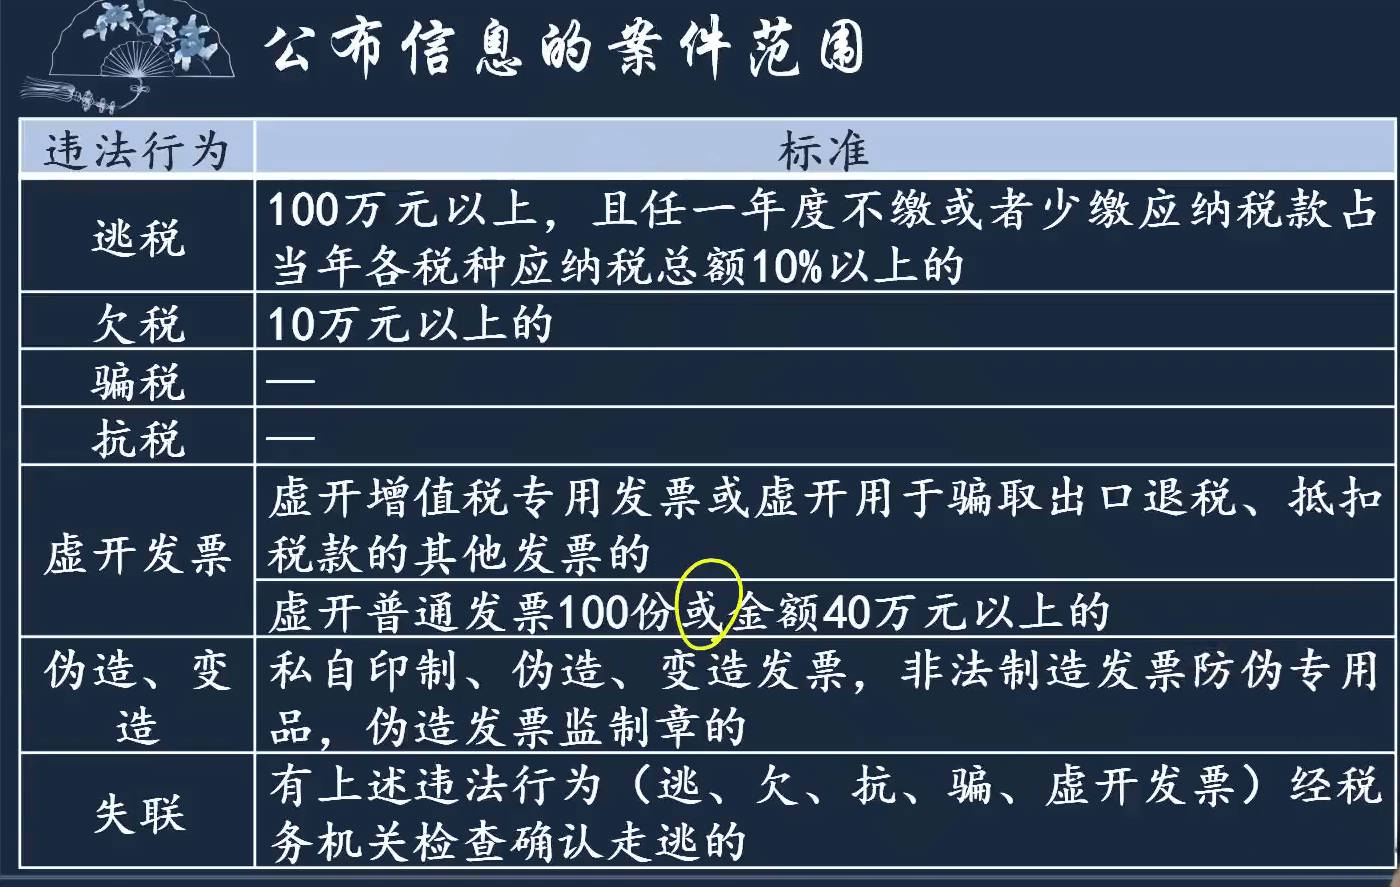 公布信息的案件范围
违法行为
标准
逃税
100万元以上，且任一年度不缴或者少缴应纳税款占
当年各税种应纳税总额10%以上的
欠税
10万元以上的
骗税
—
抗税
—
虚开发票
虚开增值税专用发票或虚开用于骗取出口退税、抵扣
税款的其他发票的
虚开普通发票100份或金额40万元以上的
伪造、变
造
私自印制、伪造、变造发票，非法制造发票防伪专用
品，伪造发票监制章的
失联
有上述违法行为（逃、欠、抗、骗、虚开发票）经税
务机关检查确认走逃的